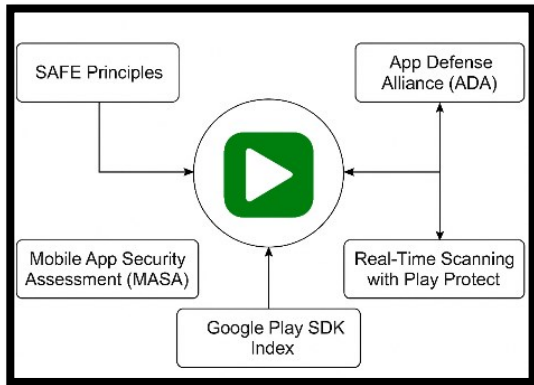 SAFE Principles
App Defense
Alliance (ADA)
Mobile App Security
Assessment (MASA)
Real-Time Scanning
with Play Protect
Google Play SDK
Index